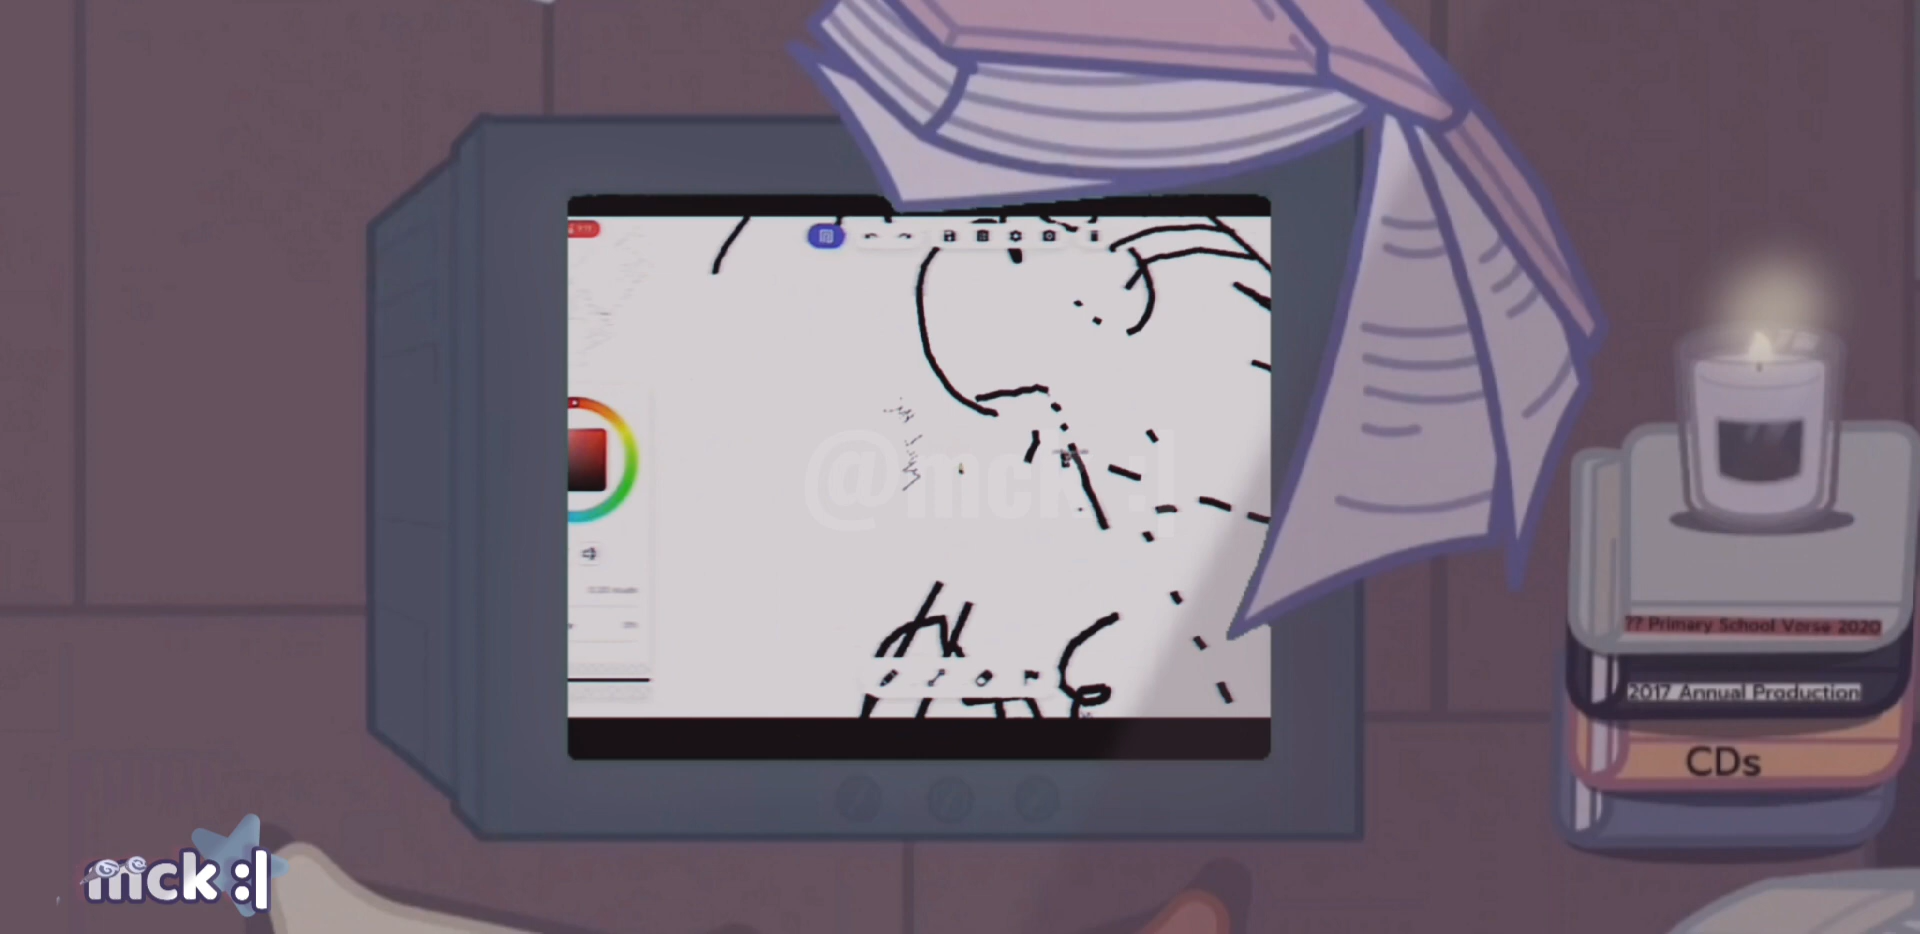 @mck :|
?? Primary School Verse 2020
2017 Annual Production
CDs
mck :|